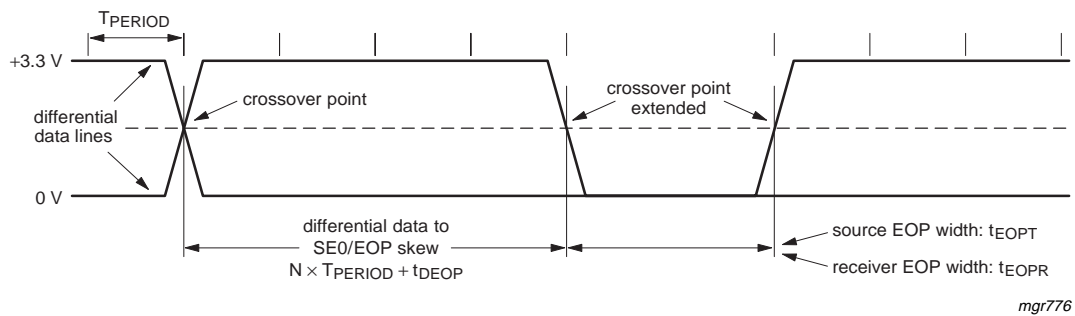 TPERIOD
+3.3 V
crossover point
crossover point
extended
differential
data lines
0 V
differential data to
SE0/EOP skew
N × TPERIOD + tDEOP
source EOP width: tEOPT
receiver EOP width: tEOPR
mgr776